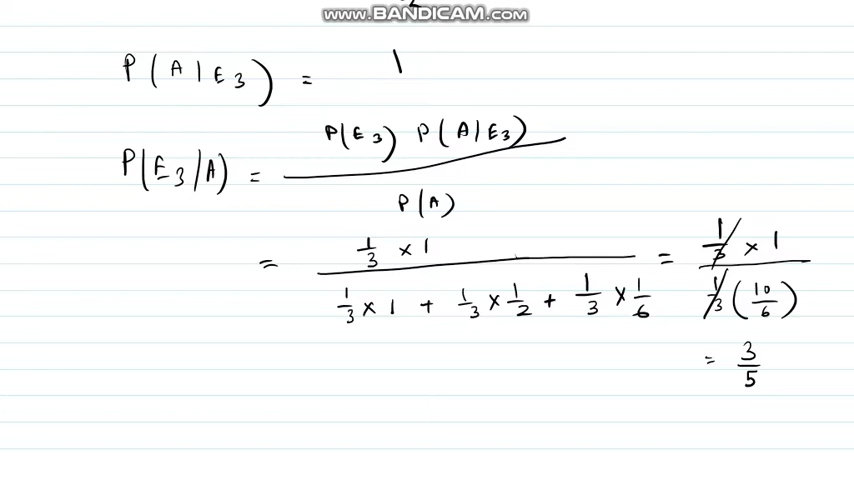 www.BANDICAM.com
2
P(A|E3) = 1
P(E3/A) = P(E3) P(A|E3) / P(A)
= (1/3 × 1) / (1/3 × 1 + 1/3 × 1/2 + 1/3 × 1/6) = (1/3 × 1) / (1/3 (10/6))
= 3/5